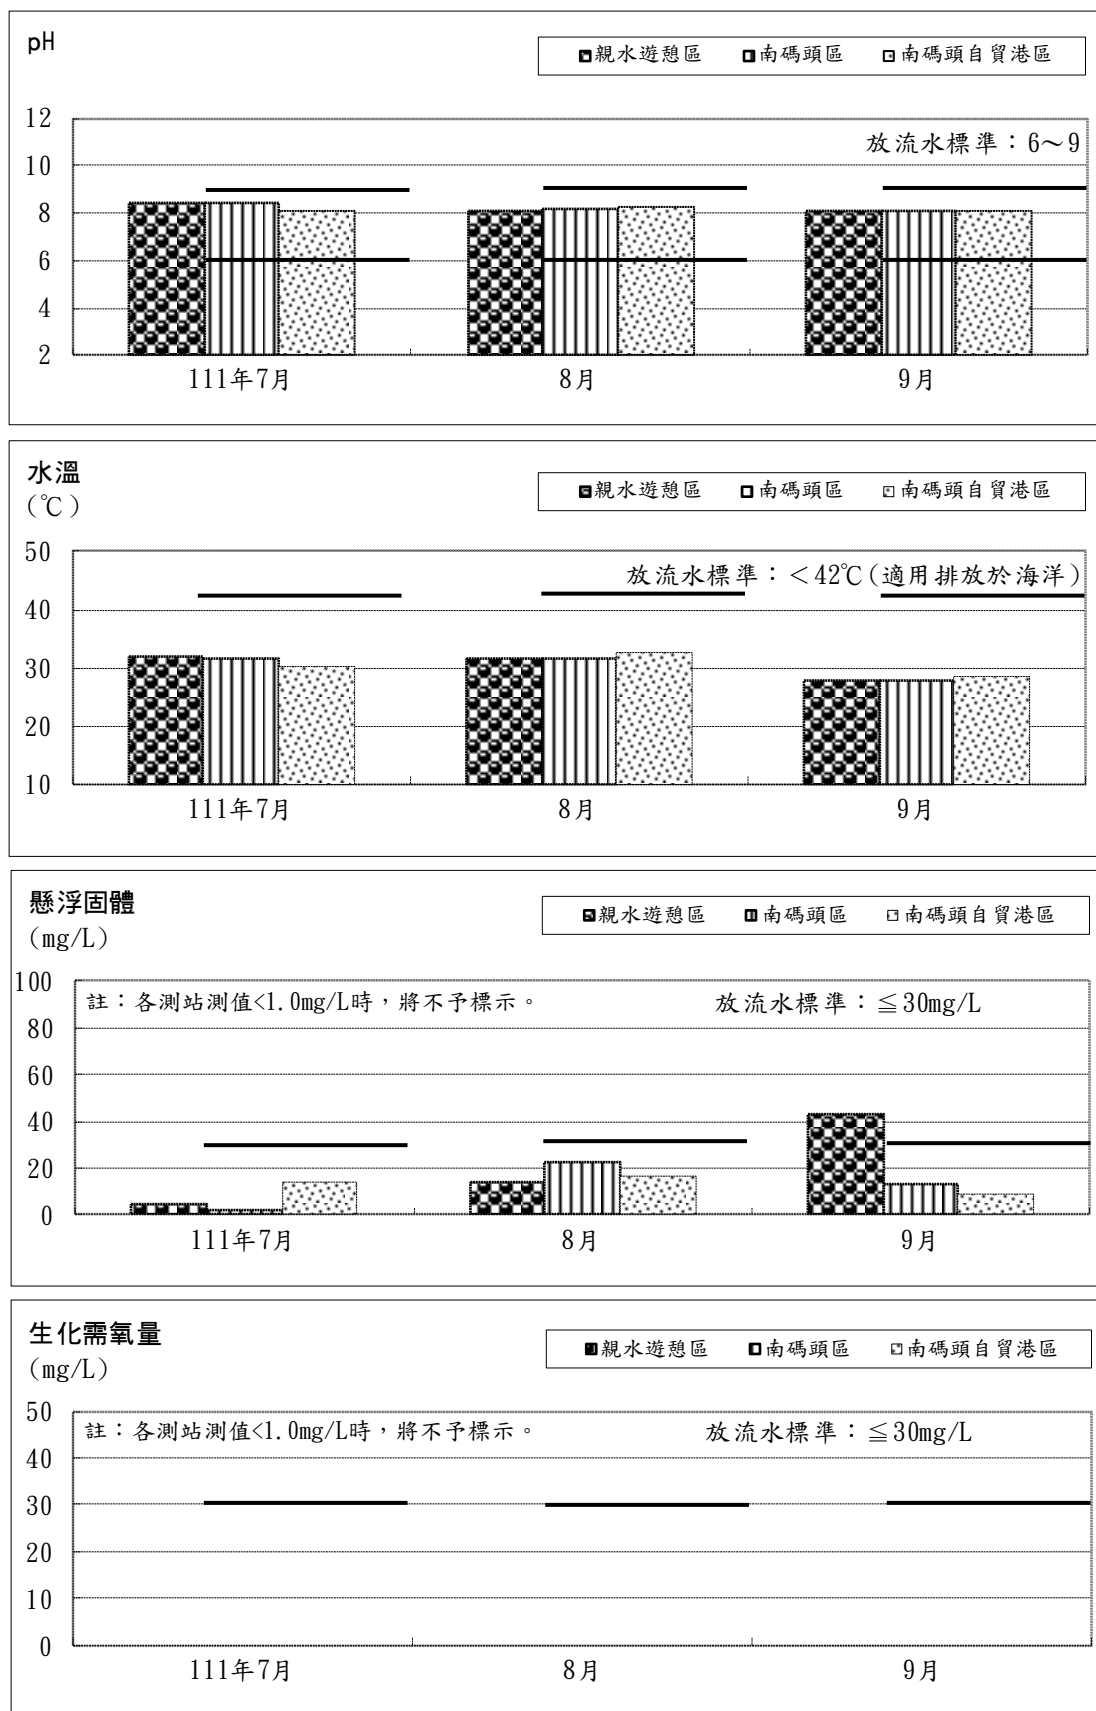 pH
親水遊憩區 南碼頭區 南碼頭自貿港區
放流水標準：6～9
12
10
8
6
4
2
111年7月 8月 9月
水溫
(℃)
親水遊憩區 南碼頭區 南碼頭自貿港區
放流水標準：＜42℃(適用排放於海洋)
50
40
30
20
10
111年7月 8月 9月
懸浮固體
(mg/L)
親水遊憩區 南碼頭區 南碼頭自貿港區
註：各測站測值<1.0mg/L時，將不予標示。 放流水標準：≦30mg/L
100
80
60
40
20
0
111年7月 8月 9月
生化需氧量
(mg/L)
親水遊憩區 南碼頭區 南碼頭自貿港區
註：各測站測值<1.0mg/L時，將不予標示。 放流水標準：≦30mg/L
50
40
30
20
10
0
111年7月 8月 9月